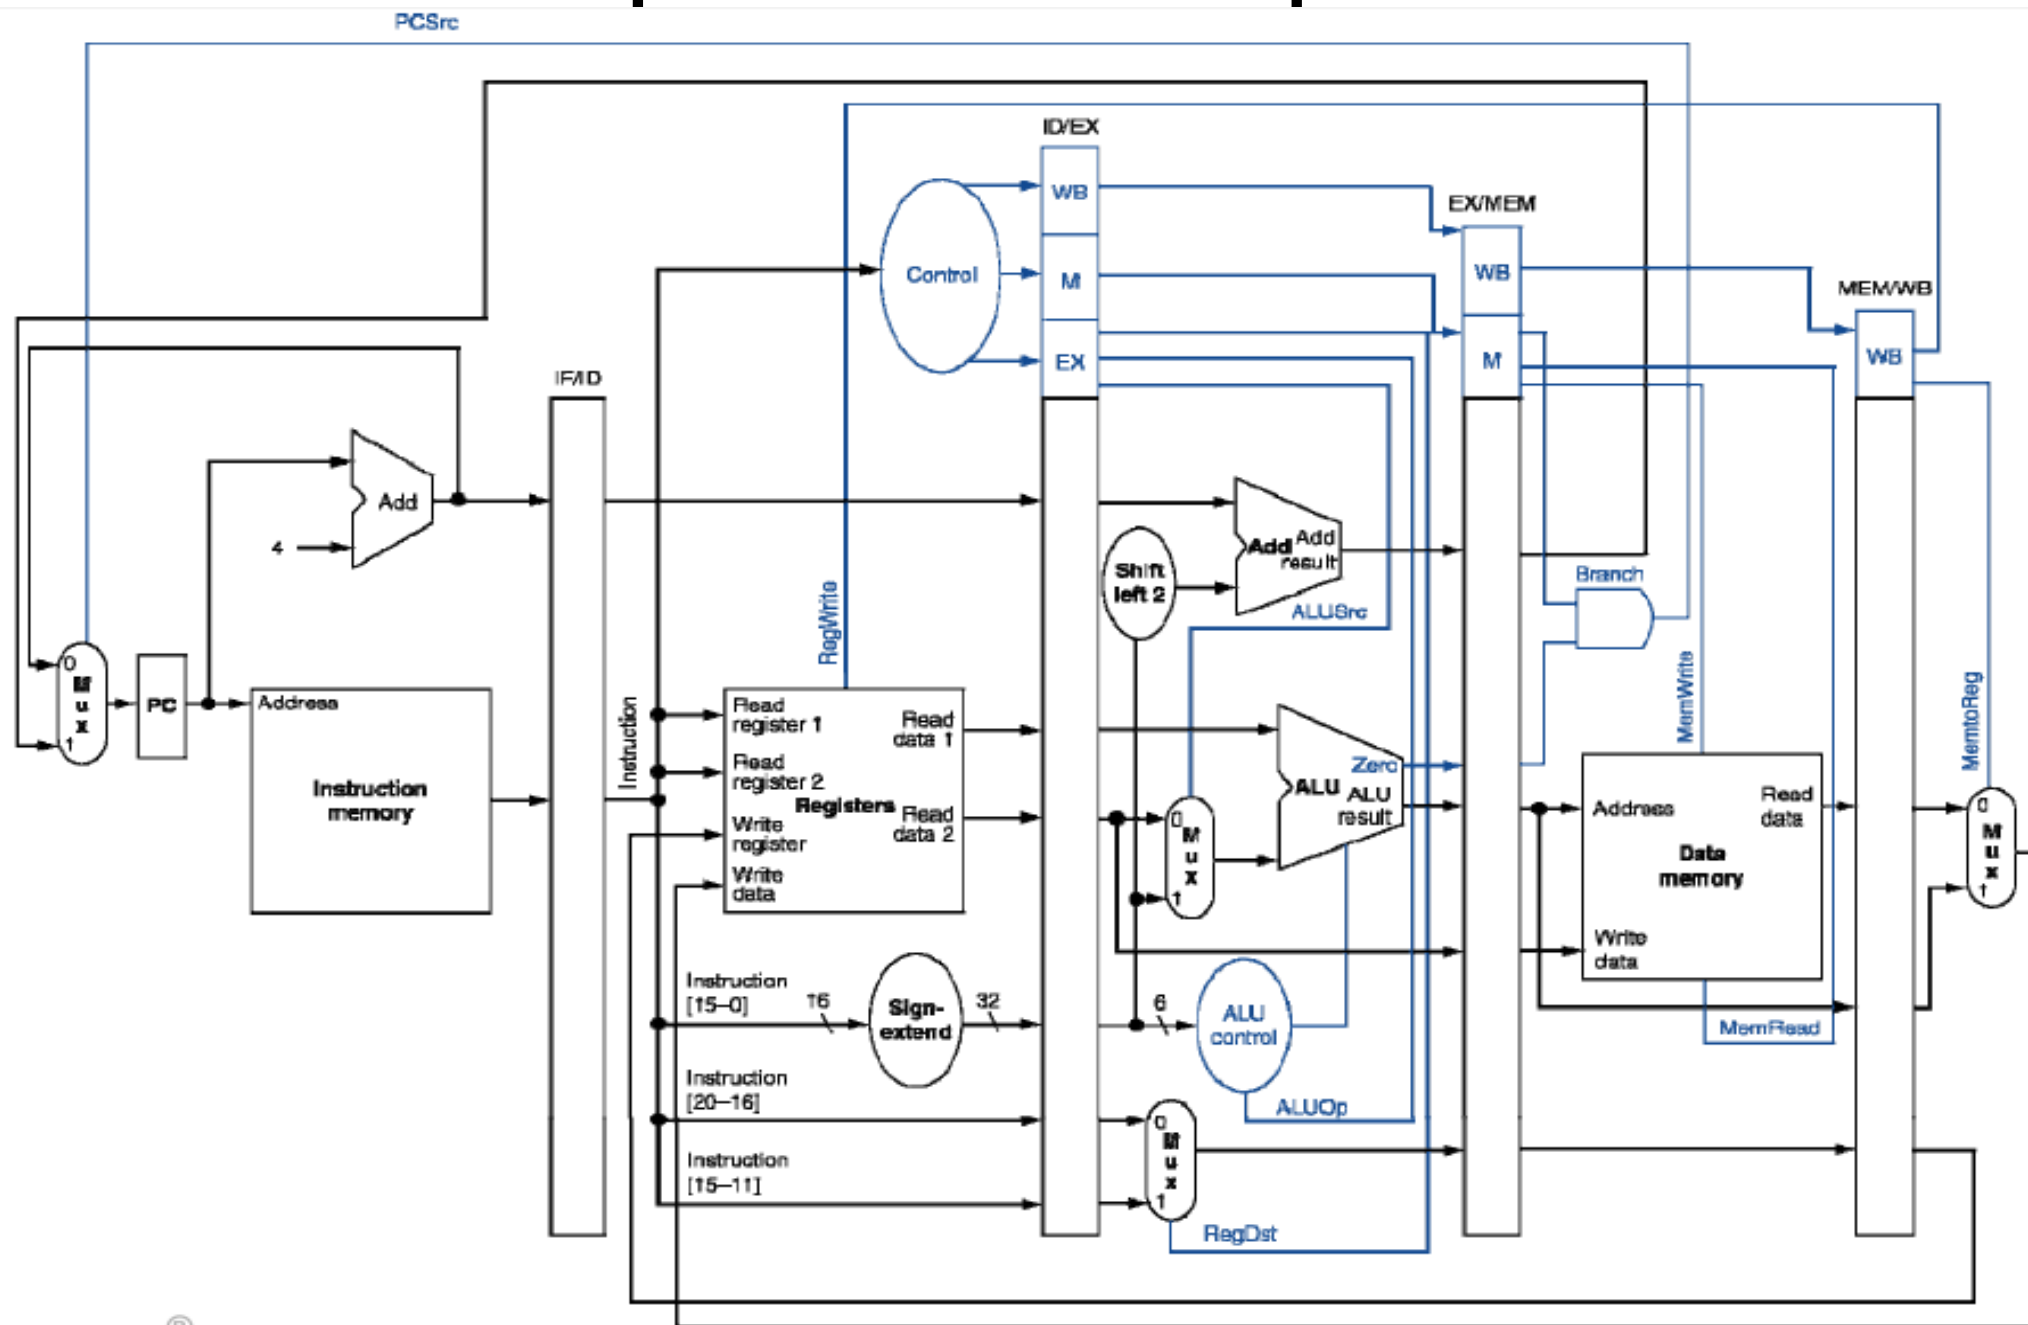 PCSrc
ID/EX
WB
EX/MEM
Control
M
WB
MEM/WB
EX
M
WB
IF/ID
Add
4
Add Add
result
Shift
left 2
Branch
ALUSrc
RegWrite
MemWrite
MemtoReg
0
M
u
x
1
PC
Address
Instruction
memory
Instruction
Read
register 1
Read
data 1
Read
register 2
Registers
Read
data 2
Write
register
Write
data
0
M
u
x
1
Zero
ALU ALU
result
Address
Read
data
Data
memory
Write
data
0
M
u
x
1
Instruction
[15–0]
16
Sign-
extend
32
6
ALU
control
MemRead
Instruction
[20–16]
ALUOp
0
M
u
x
1
Instruction
[15–11]
RegDst